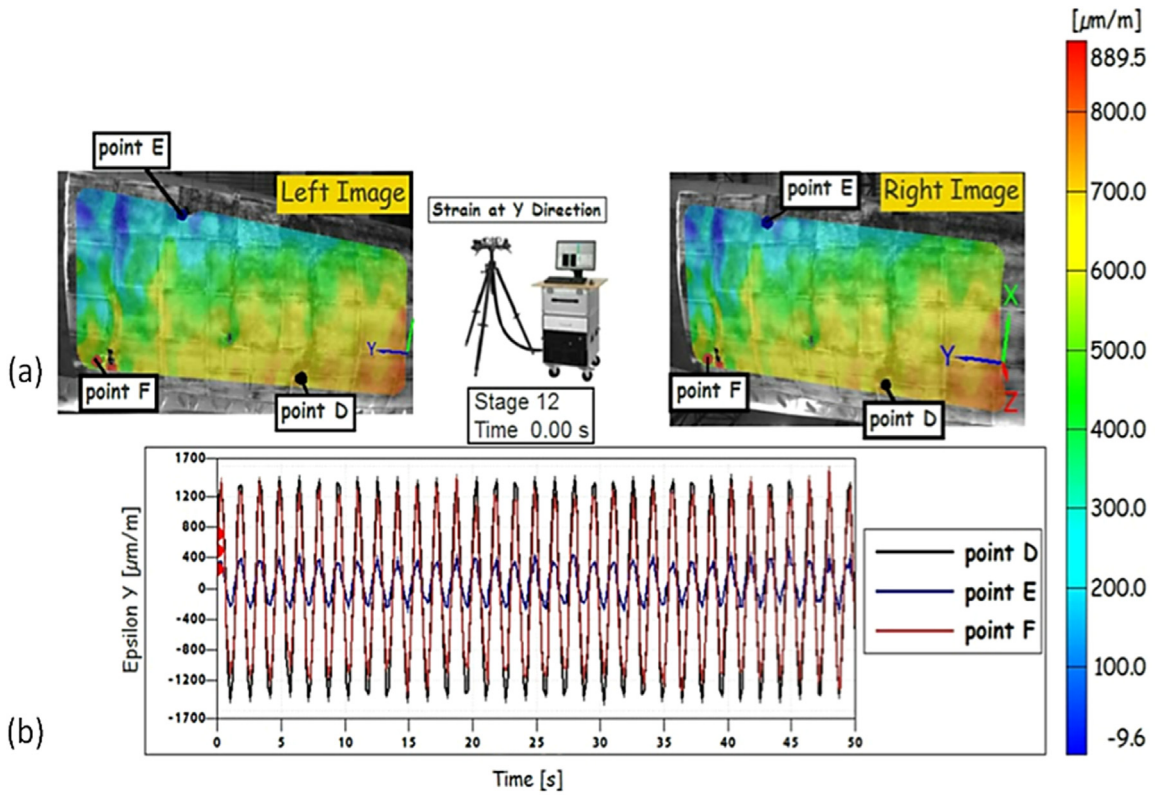 [μm/m]
889.5
800.0
700.0
600.0
500.0
400.0
300.0
200.0
100.0
-9.6
point E
Left Image
Y
point F
point D
Strain at Y Direction
Stage 12
Time 0.00 s
point E
Right Image
X
Y
Z
point F
point D
(a)
1700
1200
800
400
0
-400
-800
-1200
-1700
Epsilon Y [μm/m]
0
5
10
15
20
25
30
35
40
45
50
Time [s]
point D
point E
point F
(b)